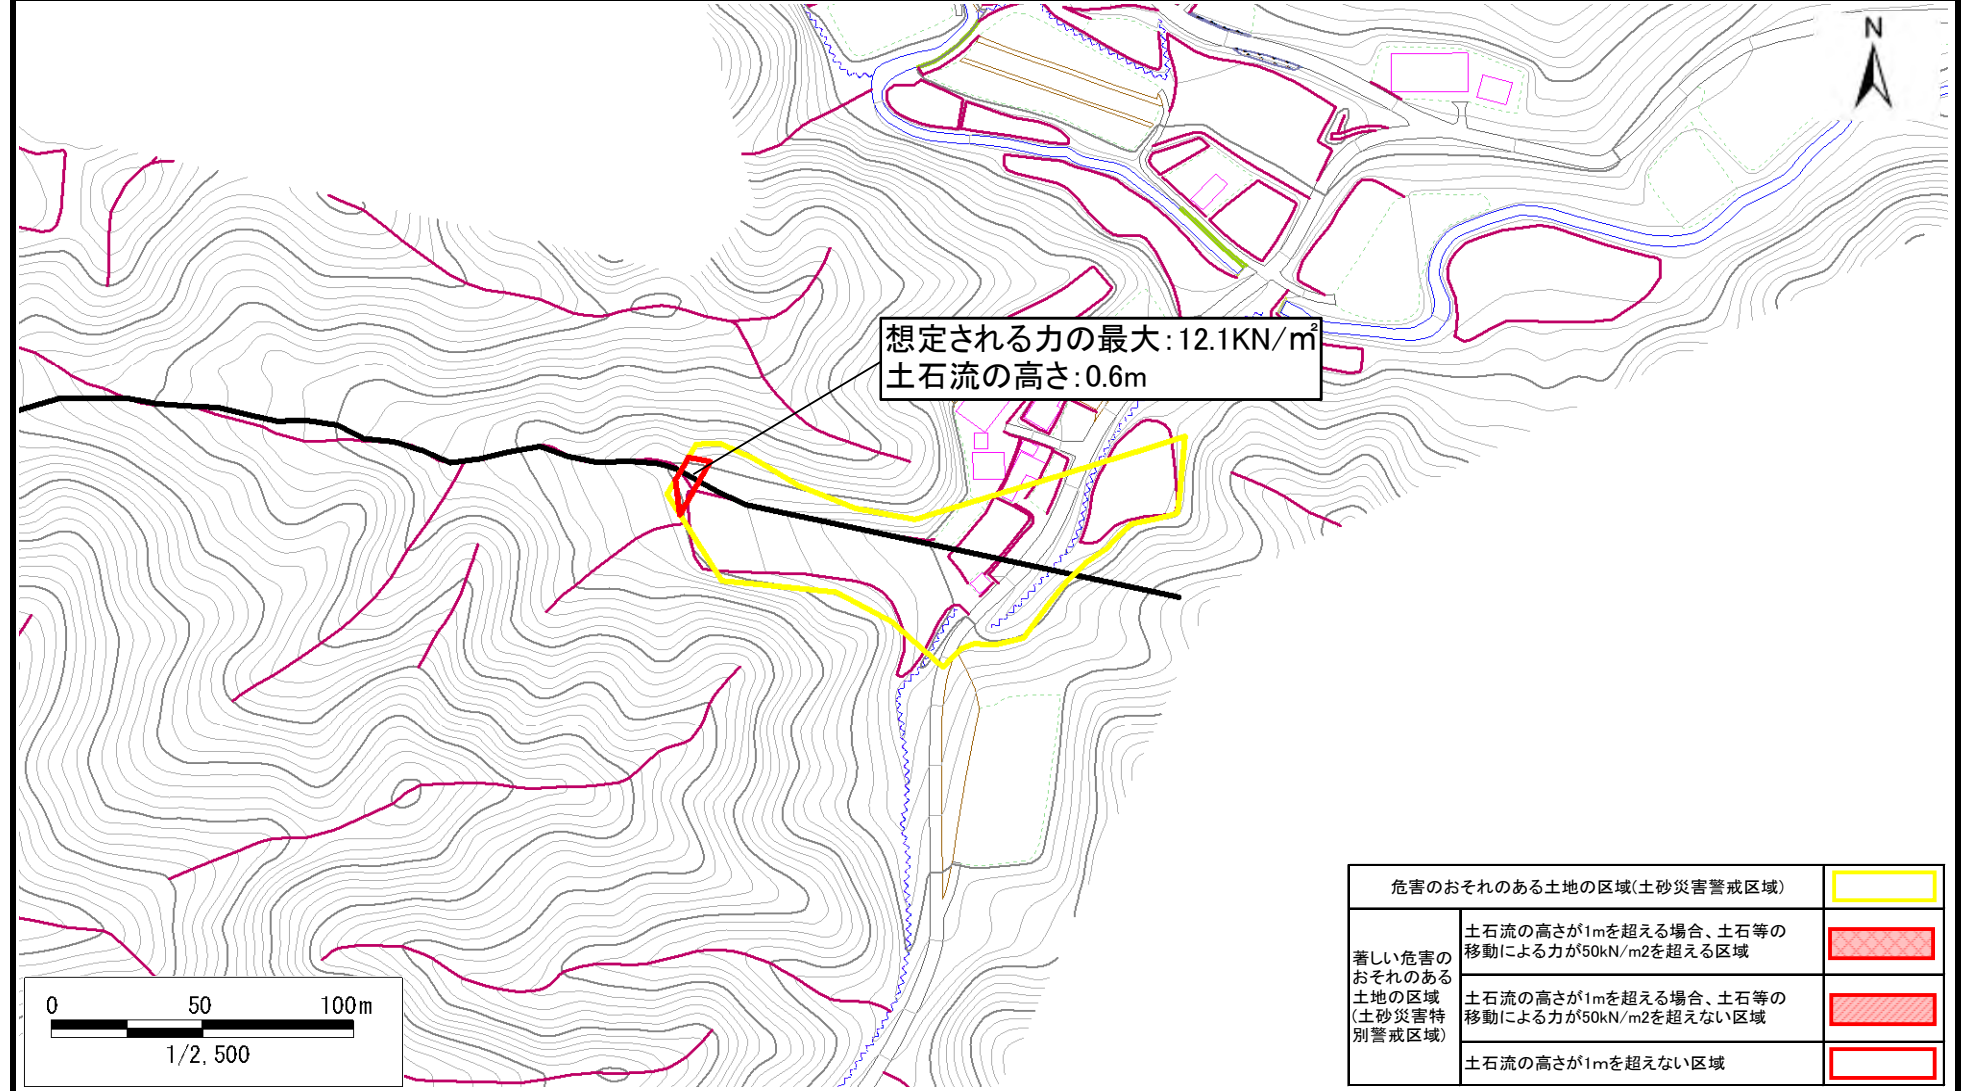 N
想定される力の最大:12.1KN/㎡
土石流の高さ:0.6m
危害のおそれのある土地の区域(土砂災害警戒区域)
著しい危害の
おそれのある
土地の区域
(土砂災害特
別警戒区域)
土石流の高さが1mを超える場合、土石等の
移動による力が50kN/m2を超える区域
土石流の高さが1mを超える場合、土石等の
移動による力が50kN/m2を超えない区域
土石流の高さが1mを超えない区域
0 50 100m
1/2,500